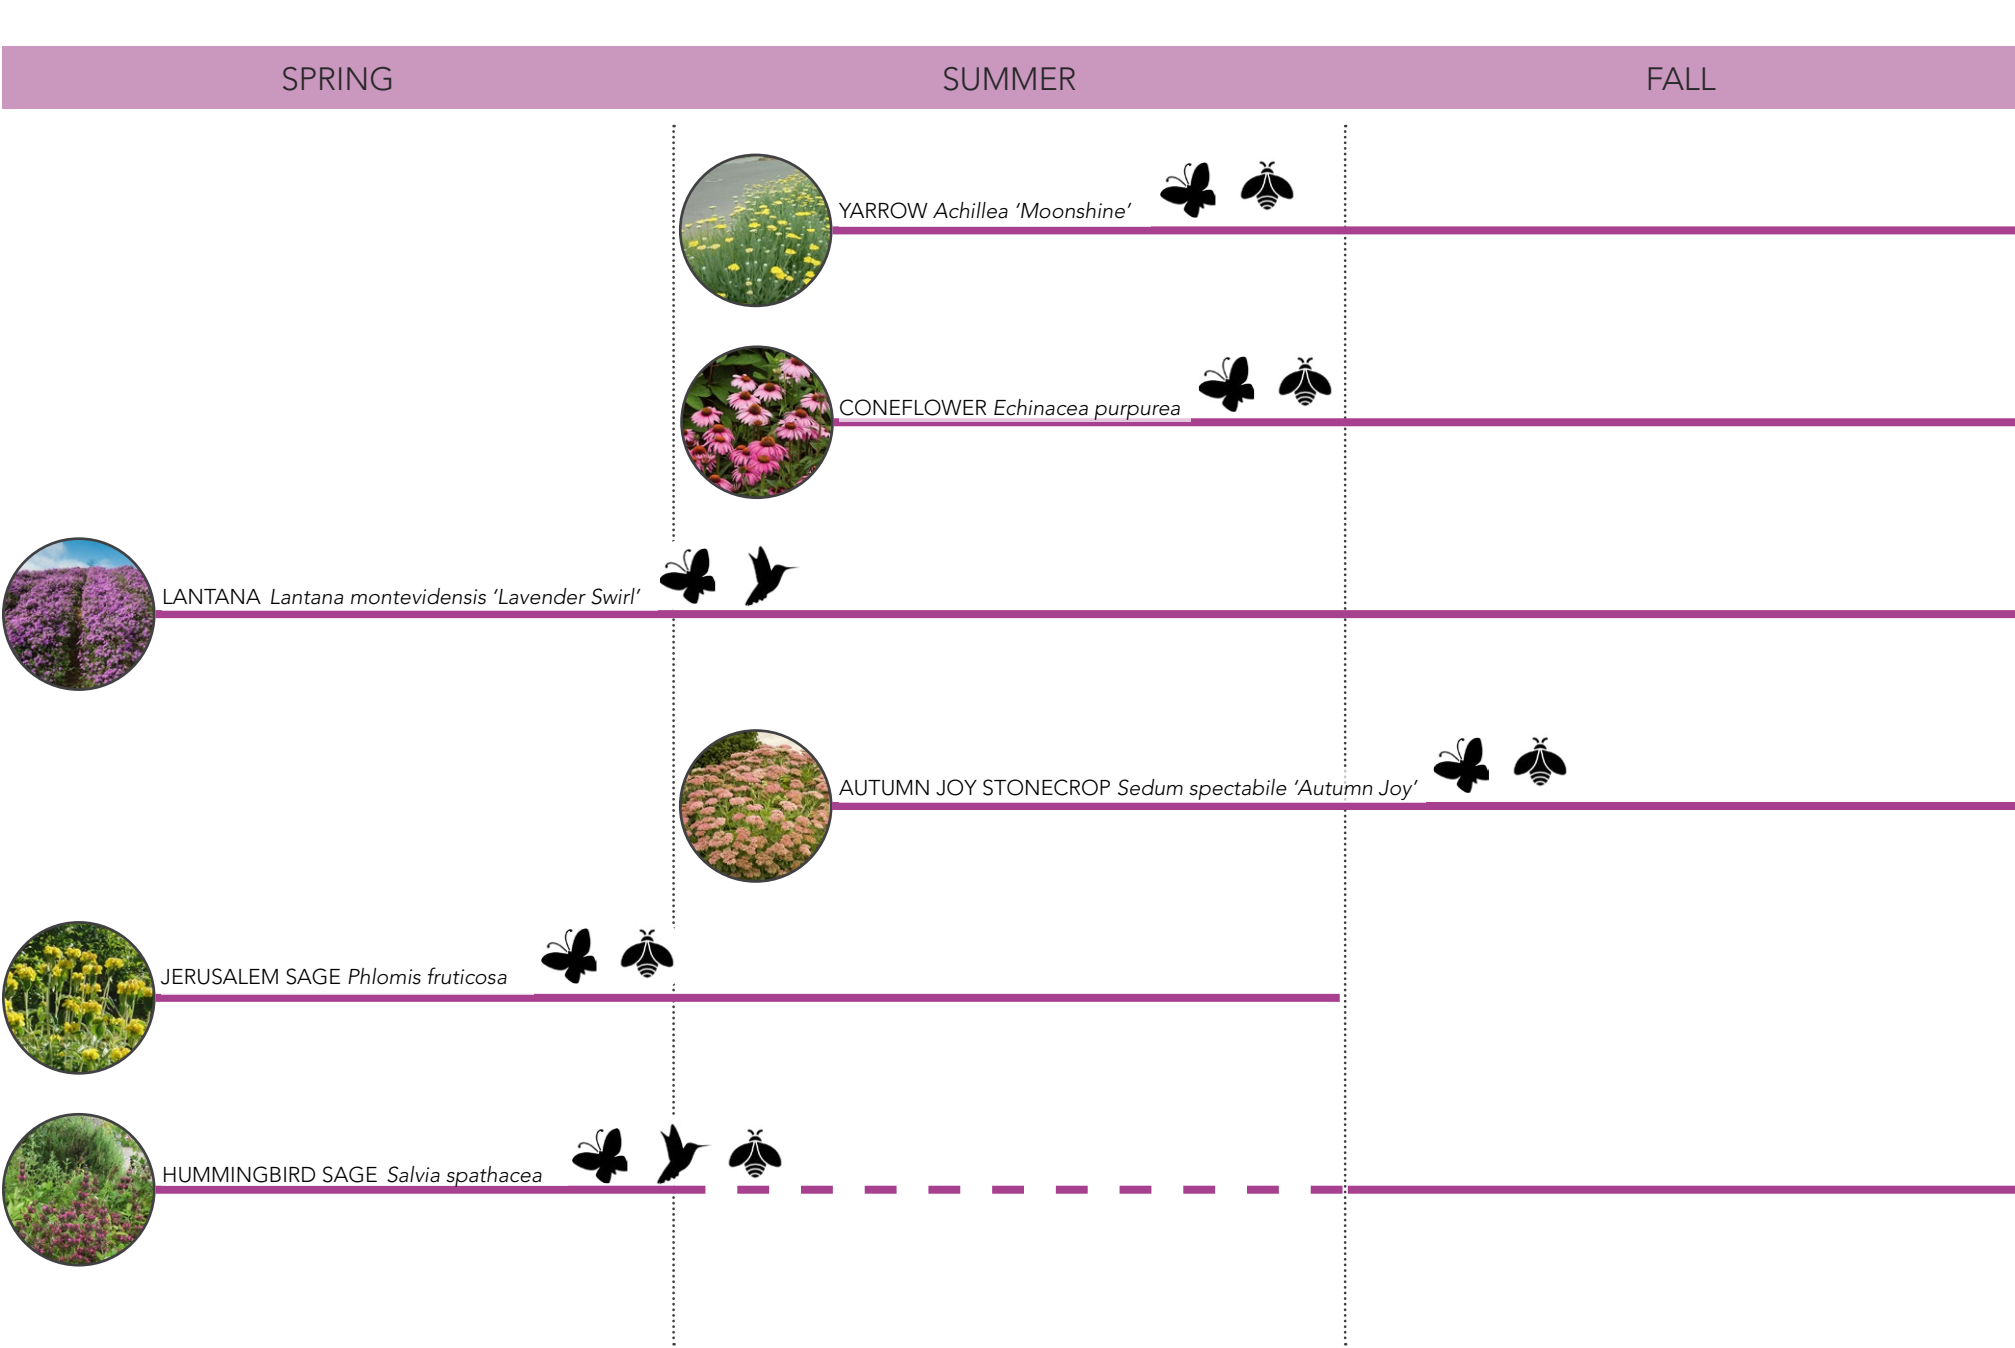 SPRING SUMMER FALL
YARROW Achillea ‘Moonshine’
CONEFLOWER Echinacea purpurea
LANTANA Lantana montevidensis ‘Lavender Swirl’
AUTUMN JOY STONECROP Sedum spectabile ‘Autumn Joy’
JERUSALEM SAGE Phlomis fruticosa
HUMMINGBIRD SAGE Salvia spathacea